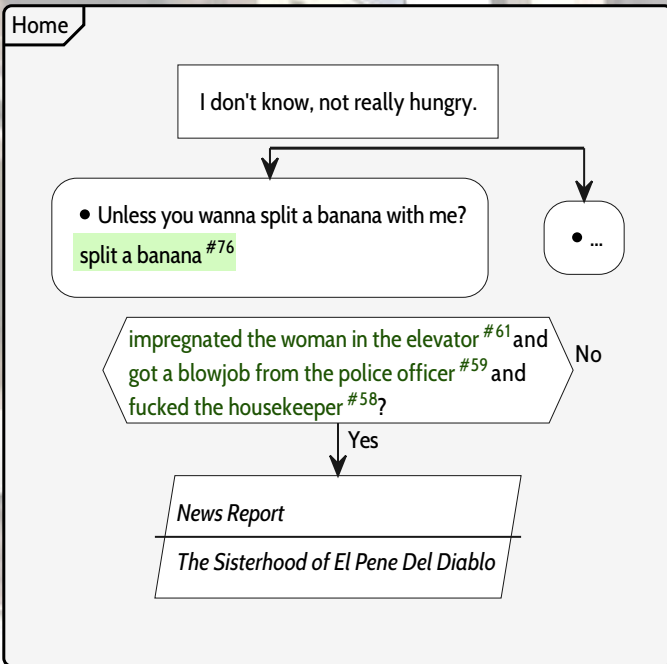 Home
I don't know, not really hungry.
• Unless you wanna split a banana with me?
split a banana #76
• ...
impregnated the woman in the elevator #61 and
got a blowjob from the police officer #59 and
fucked the housekeeper #58?
No
Yes
News Report
The Sisterhood of El Pene Del Diablo